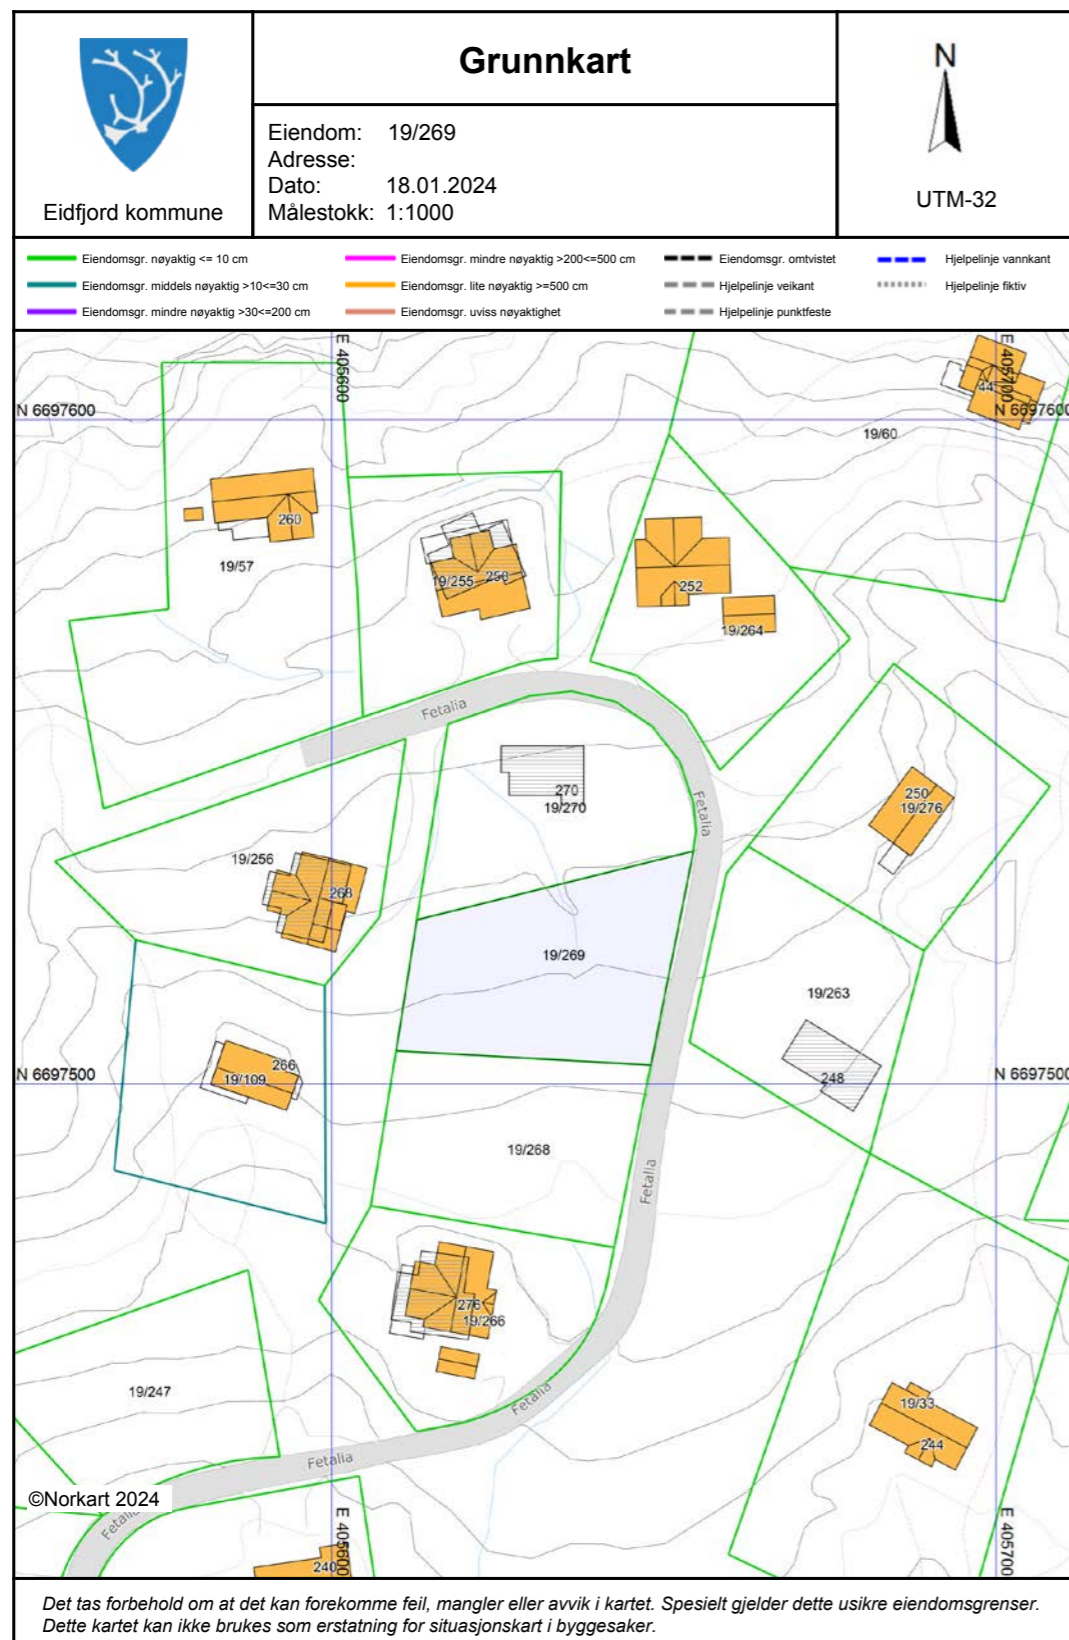 Grunnkart
Eiendom: 19/269
Adresse:
Dato: 18.01.2024
Målestokk: 1:1000
Eidfjord kommune
N
UTM-32
Eiendomsgr. nøyaktig <= 10 cm
Eiendomsgr. middels nøyaktig >10<=30 cm
Eiendomsgr. mindre nøyaktig >30<=200 cm
Eiendomsgr. mindre nøyaktig >200<=500 cm
Eiendomsgr. lite nøyaktig >=500 cm
Eiendomsgr. uviss nøyaktighet
Eiendomsgr. omtvistet
Hjelpelinje veikant
Hjelpelinje punktfeste
Hjelpelinje vannkant
Hjelpelinje fiktiv
E 405600
E 405700
44
N 6697600
N 6697600
19/60
260
19/57
19/255
256
252
19/264
Fetalia
270
19/270
Fetalia
250
19/276
19/256
268
19/269
19/263
266
19/109
N 6697500
N 6697500
248
19/268
Fetalia
276
19/266
19/247
Fetalia
19/33
244
Fetalia
©Norkart 2024
Fetalia
E 405600
E 405700
240
Det tas forbehold om at det kan forekomme feil, mangler eller avvik i kartet. Spesielt gjelder dette usikre eiendomsgrenser.
Dette kartet kan ikke brukes som erstatning for situasjonskart i byggesaker.